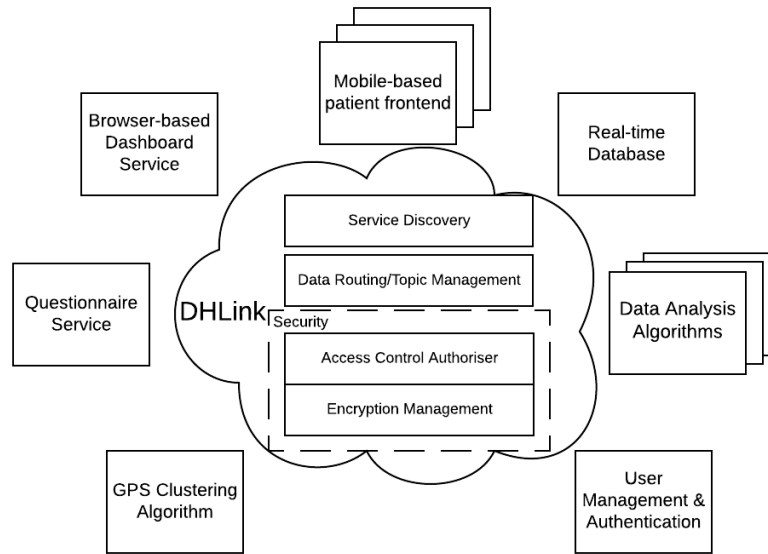 Mobile-based
patient frontend
Browser-based
Dashboard
Service
Real-time
Database
Service Discovery
Data Routing/Topic Management
DHLink
Security
Access Control Authoriser
Encryption Management
Questionnaire
Service
Data Analysis
Algorithms
GPS Clustering
Algorithm
User
Management &
Authentication